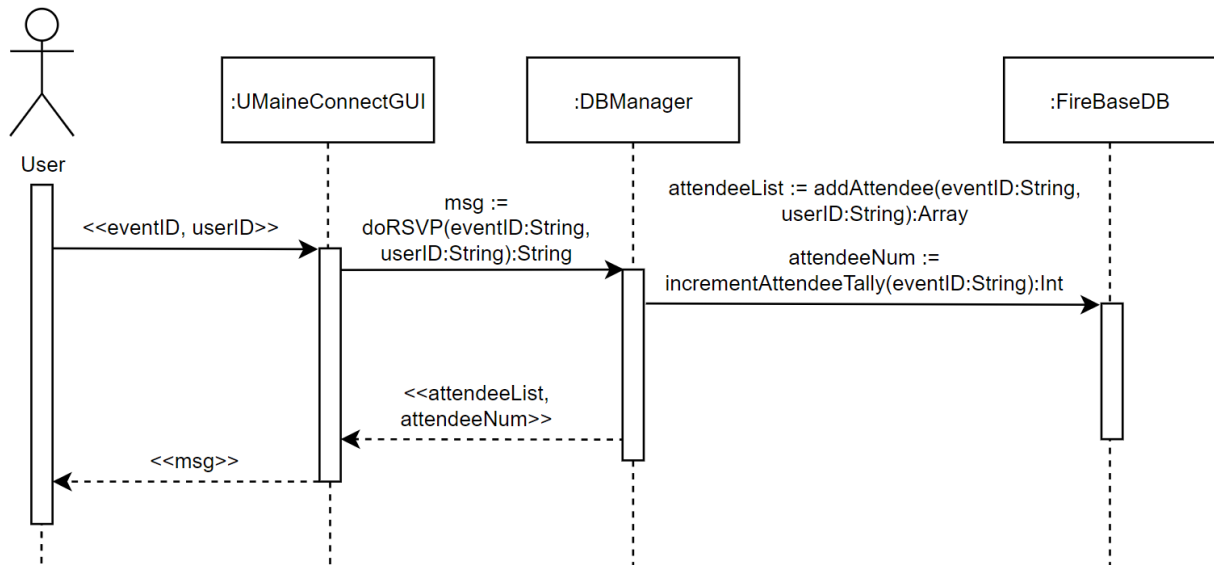 :UMaineConnectGUI
:DBManager
:FireBaseDB
User
<<eventID, userID>>
msg :=
doRSVP(eventID:String,
userID:String):String
attendeeList := addAttendee(eventID:String,
userID:String):Array
attendeeNum :=
incrementAttendeeTally(eventID:String):Int
<<attendeeList,
attendeeNum>>
<<msg>>